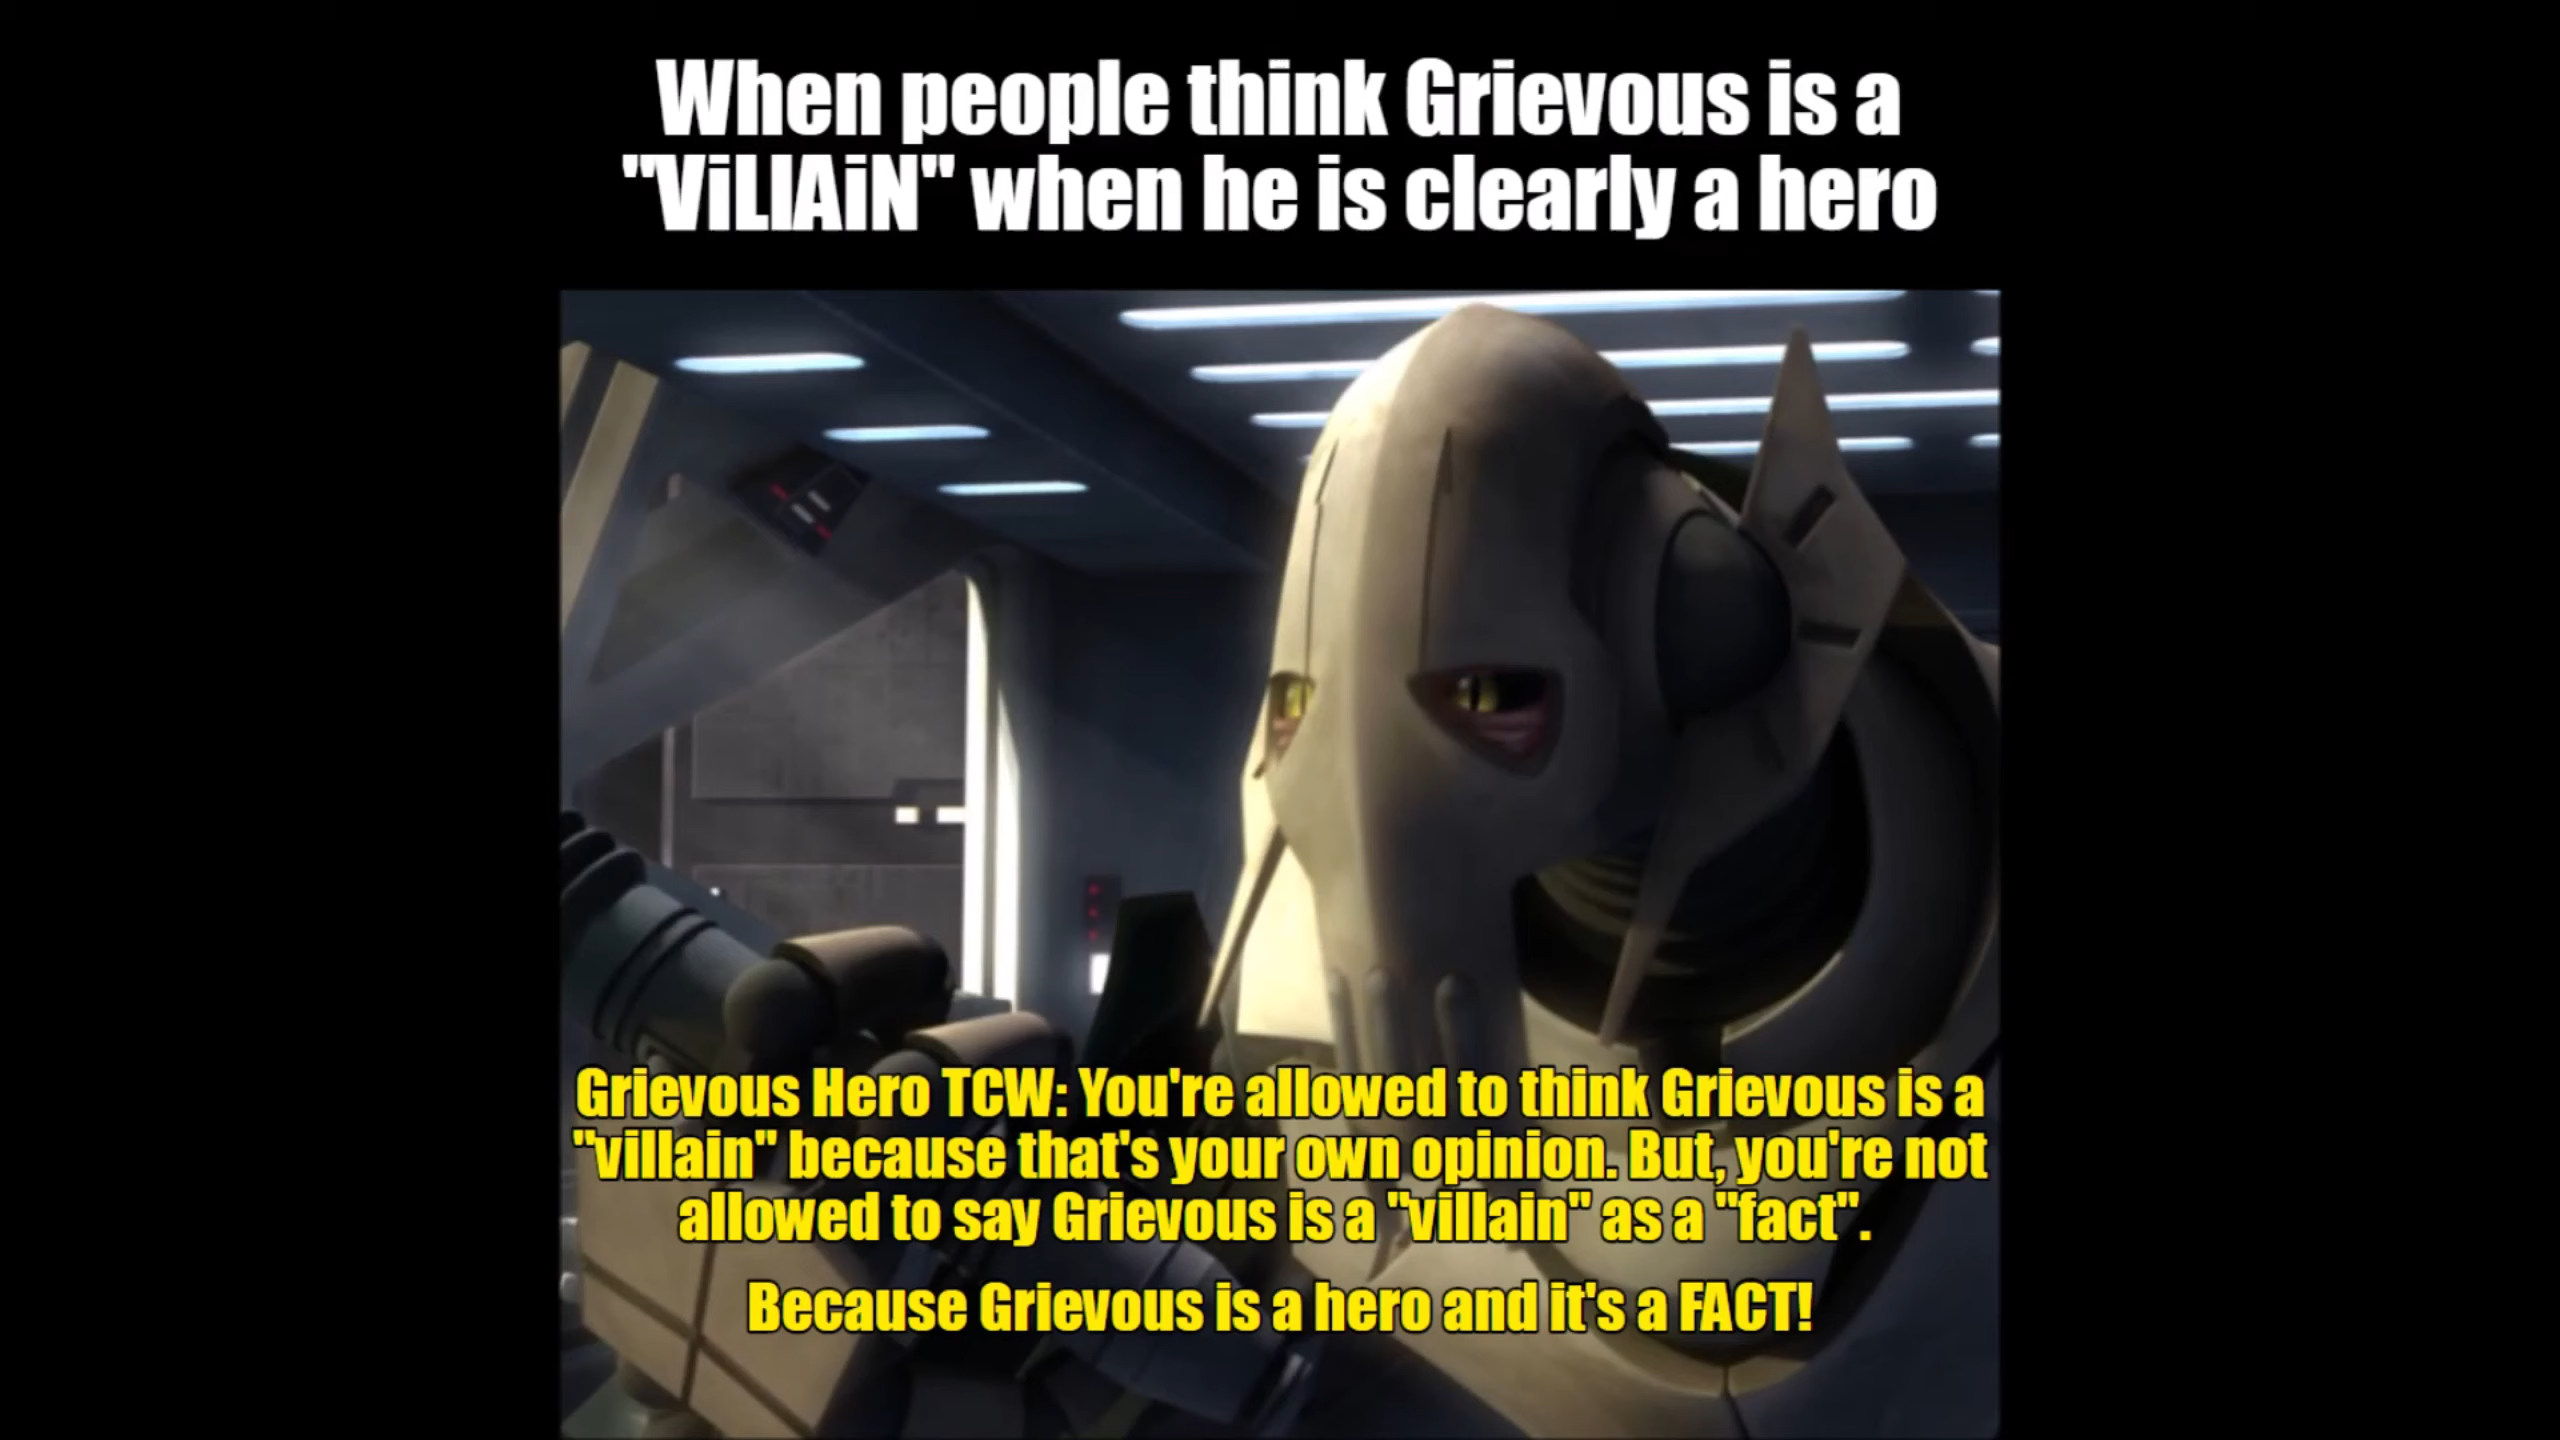 When people think Grievous is a
"ViLlAiN" when he is clearly a hero
Grievous Hero TCW: You're allowed to think Grievous is a
"villain" because that's your own opinion. But, you're not
allowed to say Grievous is a "villain" as a "fact".
Because Grievous is a hero and it's a FACT!